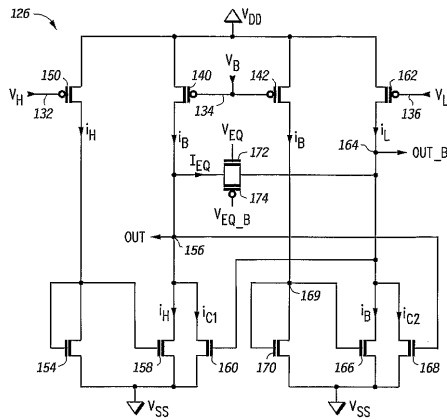 126
V_DD
150
140
V_B
142
162
V_H
132
134
136
V_L
i_H
i_B
V_EQ
i_B
i_L
164
OUT_B
I_EQ
172
174
V_EQ_B
OUT
156
169
i_H
i_C1
i_B
i_C2
154
158
160
170
166
168
V_SS
V_SS